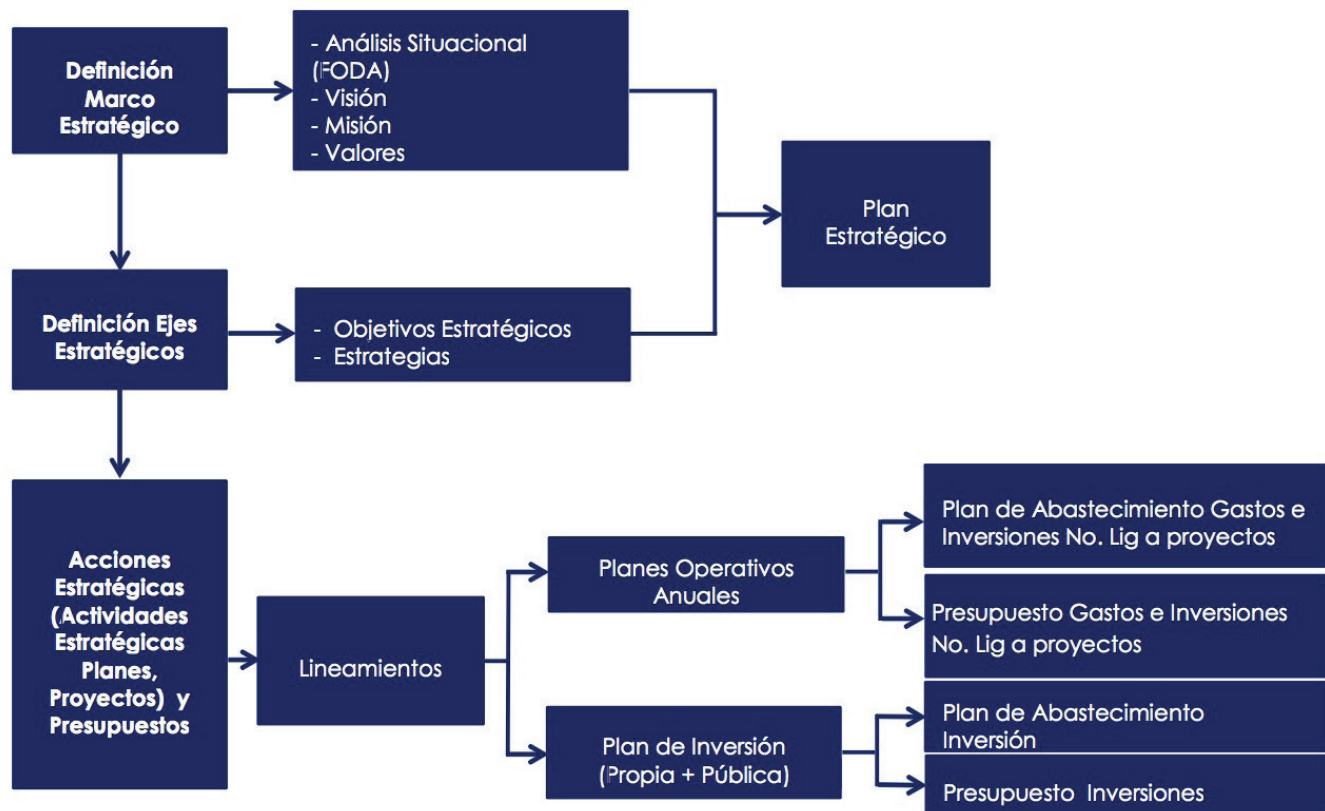 Definición
Marco
Estratégico
- Análisis Situacional
(FODA)
- Visión
- Misión
- Valores
Plan
Estratégico
Definición Ejes
Estratégicos
- Objetivos Estratégicos
- Estrategias
Acciones
Estratégicas
(Actividades
Estratégicas
Planes,
Proyectos) y
Presupuestos
Lineamientos
Planes Operativos
Anuales
Plan de Abastecimiento Gastos e
Inversiones No. Lig a proyectos
Presupuesto Gastos e Inversiones
No. Lig a proyectos
Plan de Inversión
(Propia + Pública)
Plan de Abastecimiento
Inversión
Presupuesto Inversiones